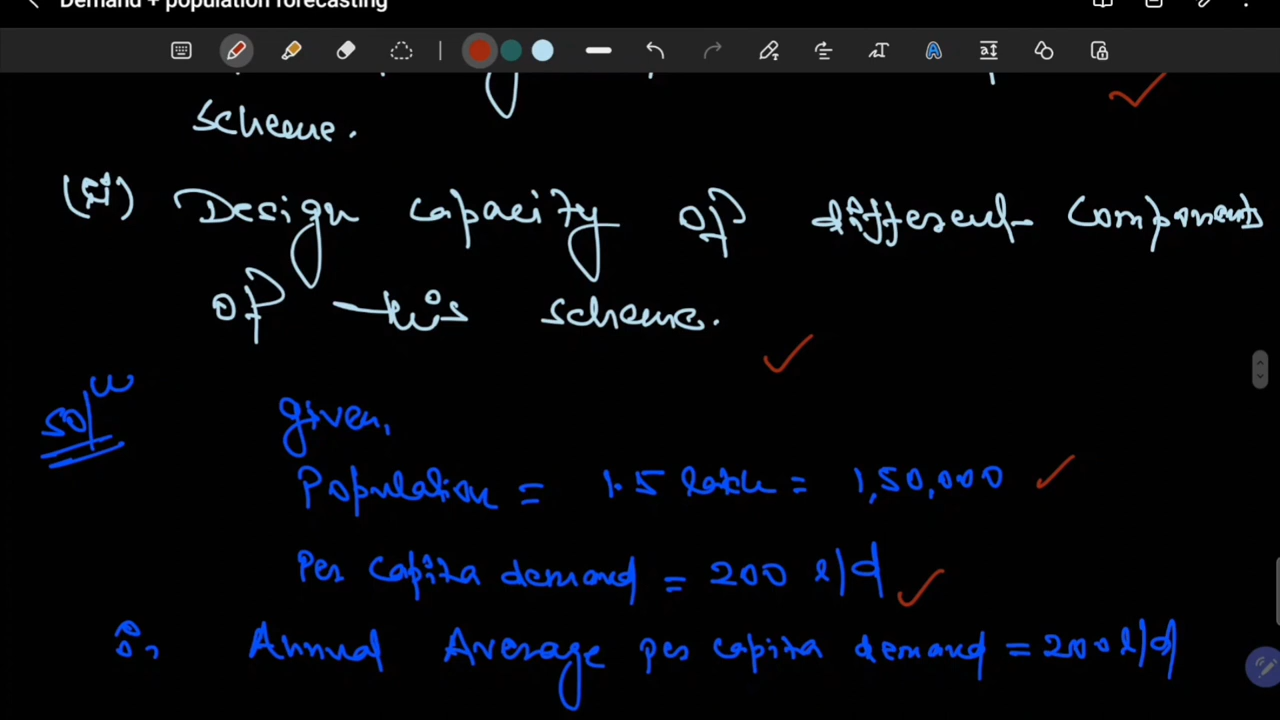 Demand + population forecasting
scheme.
(ii) Design capacity of different components
of this scheme.
Soln
given,
Population = 1.5 lakh = 1,50,000
Per capita demand = 200 l/d
Annual Average per capita demand = 200 l/d